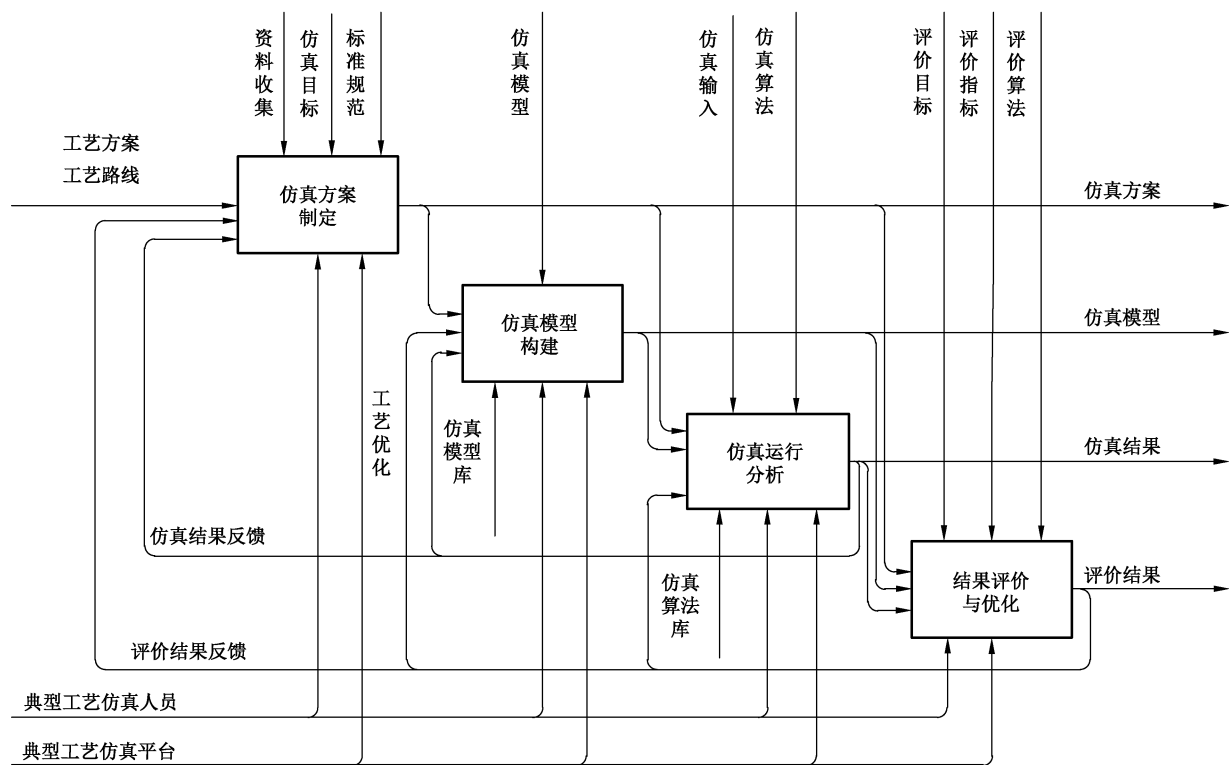 资料收集
仿真目标
标准规范
仿真模型
仿真输入
仿真算法
评价目标
评价指标
评价算法
工艺方案
工艺路线
仿真方案
制定
仿真方案
仿真模型
构建
仿真模型
工艺优化
仿真
模型
库
仿真运行
分析
仿真结果
仿真结果反馈
仿真
算法
库
结果评价
与优化
评价结果
评价结果反馈
典型工艺仿真人员
典型工艺仿真平台